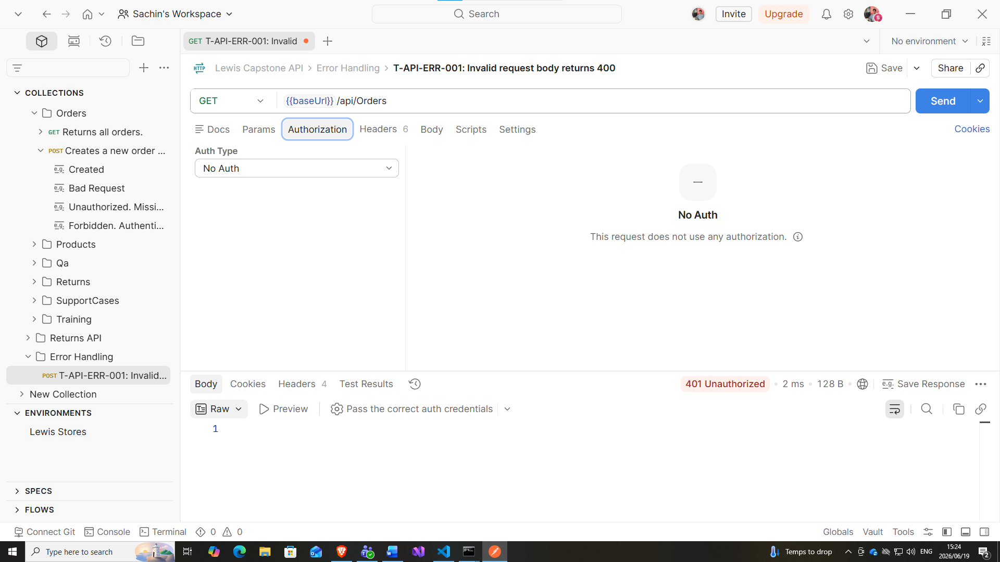 Sachin's Workspace
Search
Invite
Upgrade
S
GET T-API-ERR-001: Invalid
No environment
HTTP Lewis Capstone API > Error Handling > T-API-ERR-001: Invalid request body returns 400
Save
Share
COLLECTIONS
GET
{{baseUrl}} /api/Orders
Send
Orders
Docs
Params
Authorization
Headers 6
Body
Scripts
Settings
Cookies
GET Returns all orders.
Auth Type
POST Creates a new order ...
No Auth
e.g. Created
e.g. Bad Request
e.g. Unauthorized. Missi...
No Auth
e.g. Forbidden. Authenti...
This request does not use any authorization.
Products
Qa
Returns
SupportCases
Training
Returns API
Error Handling
POST T-API-ERR-001: Invalid...
New Collection
Body
Cookies
Headers 4
Test Results
401 Unauthorized
2 ms
128 B
e.g. Save Response
Raw
Preview
Pass the correct auth credentials
ENVIRONMENTS
1
Lewis Stores
SPECS
FLOWS
Connect Git
Console
Terminal
0
0
Globals
Vault
Tools
Type here to search
Temps to drop
ENG
15:24
2026/06/19
2